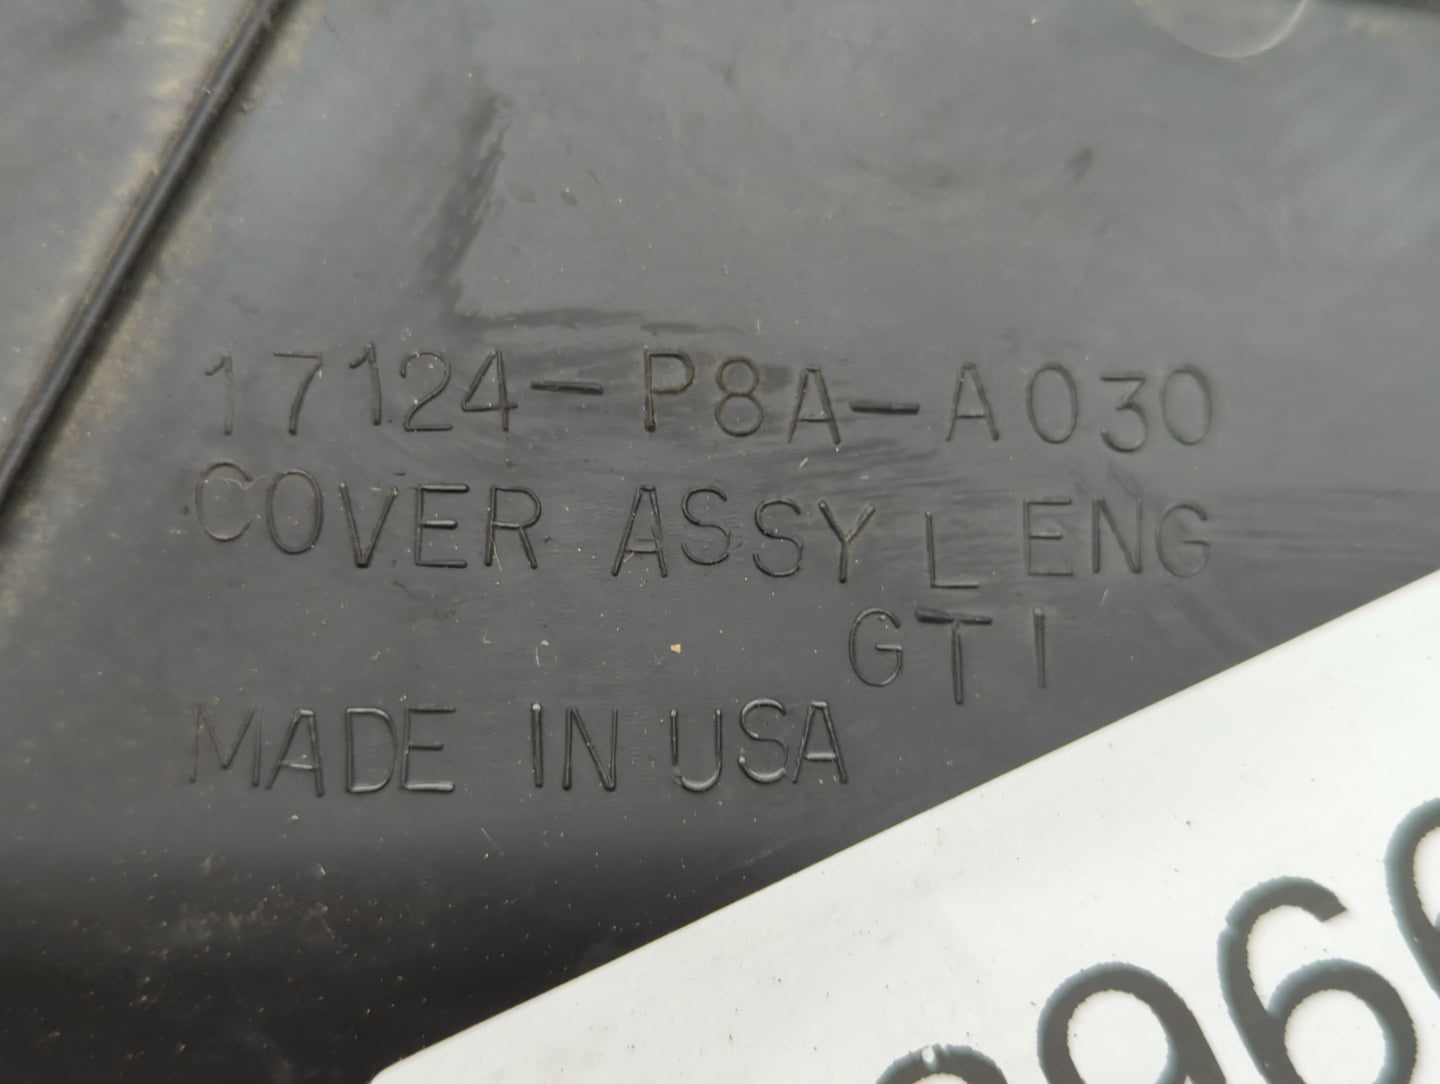 17124-P8A-A030
COVER ASSY L ENG
GTI
MADE IN USA